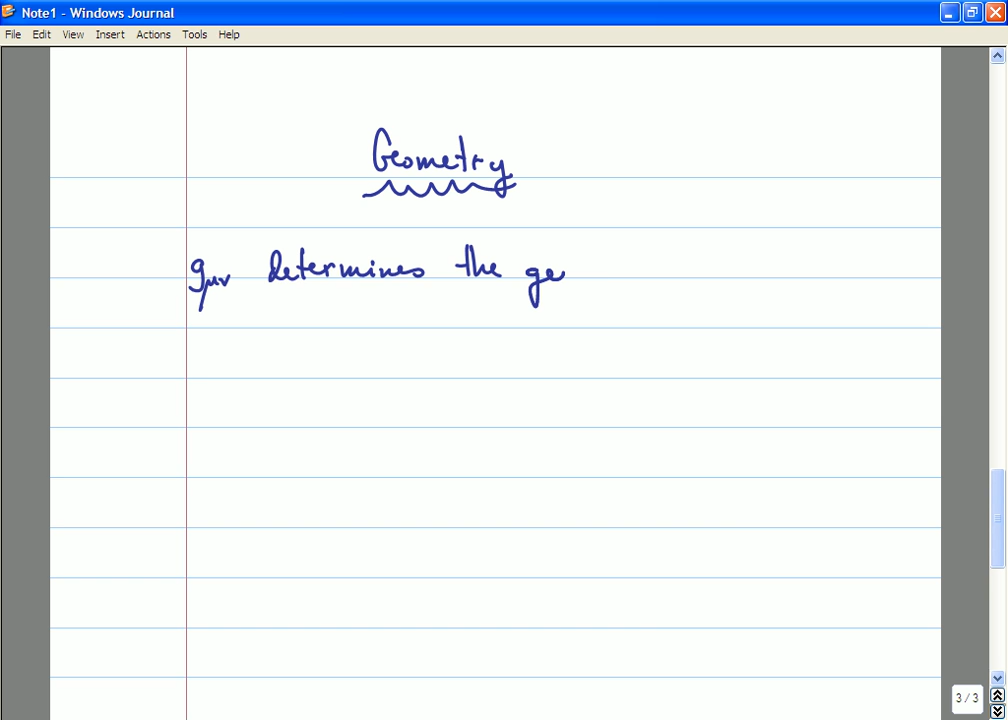 Note1 - Windows Journal
File Edit View Insert Actions Tools Help
Geometry
gμν determines the ge
3/3